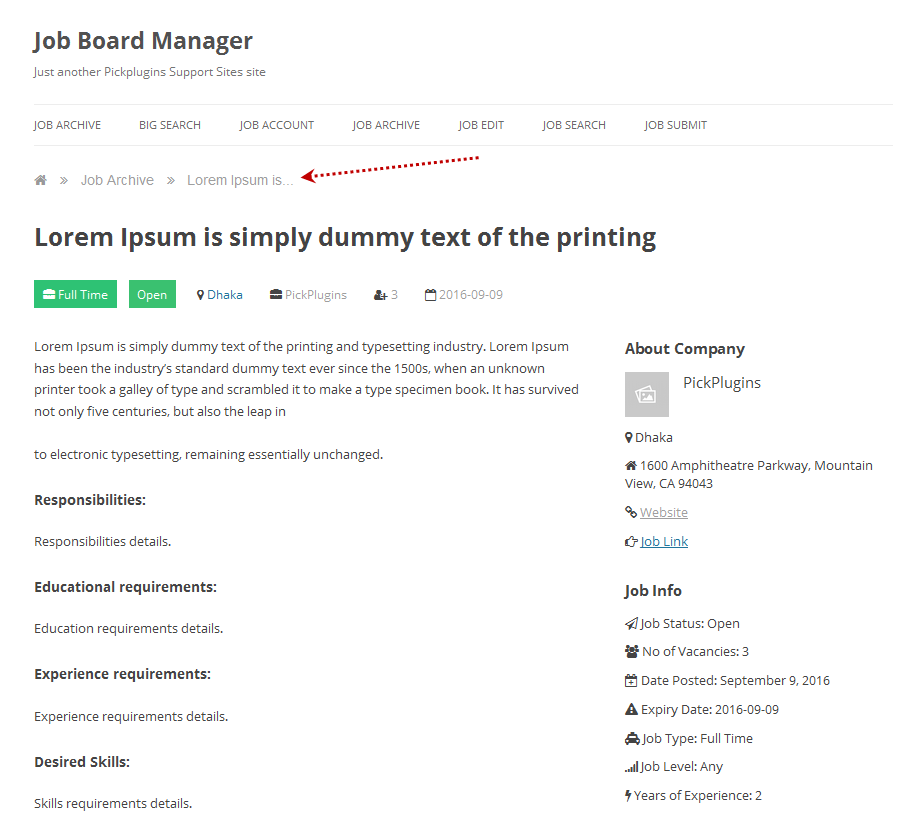 Job Board Manager
Just another Pickplugins Support Sites site
JOB ARCHIVE BIG SEARCH JOB ACCOUNT JOB ARCHIVE JOB EDIT JOB SEARCH JOB SUBMIT
» Job Archive » Lorem Ipsum is...
Lorem Ipsum is simply dummy text of the printing
Full Time Open Dhaka PickPlugins 3 2016-09-09
Lorem Ipsum is simply dummy text of the printing and typesetting industry. Lorem Ipsum
has been the industry's standard dummy text ever since the 1500s, when an unknown
printer took a galley of type and scrambled it to make a type specimen book. It has survived
not only five centuries, but also the leap in
to electronic typesetting, remaining essentially unchanged.
Responsibilities:
Responsibilities details.
Educational requirements:
Education requirements details.
Experience requirements:
Experience requirements details.
Desired Skills:
Skills requirements details.
About Company
PickPlugins
Dhaka
1600 Amphitheatre Parkway, Mountain
View, CA 94043
Website
Job Link
Job Info
Job Status: Open
No of Vacancies: 3
Date Posted: September 9, 2016
Expiry Date: 2016-09-09
Job Type: Full Time
Job Level: Any
Years of Experience: 2